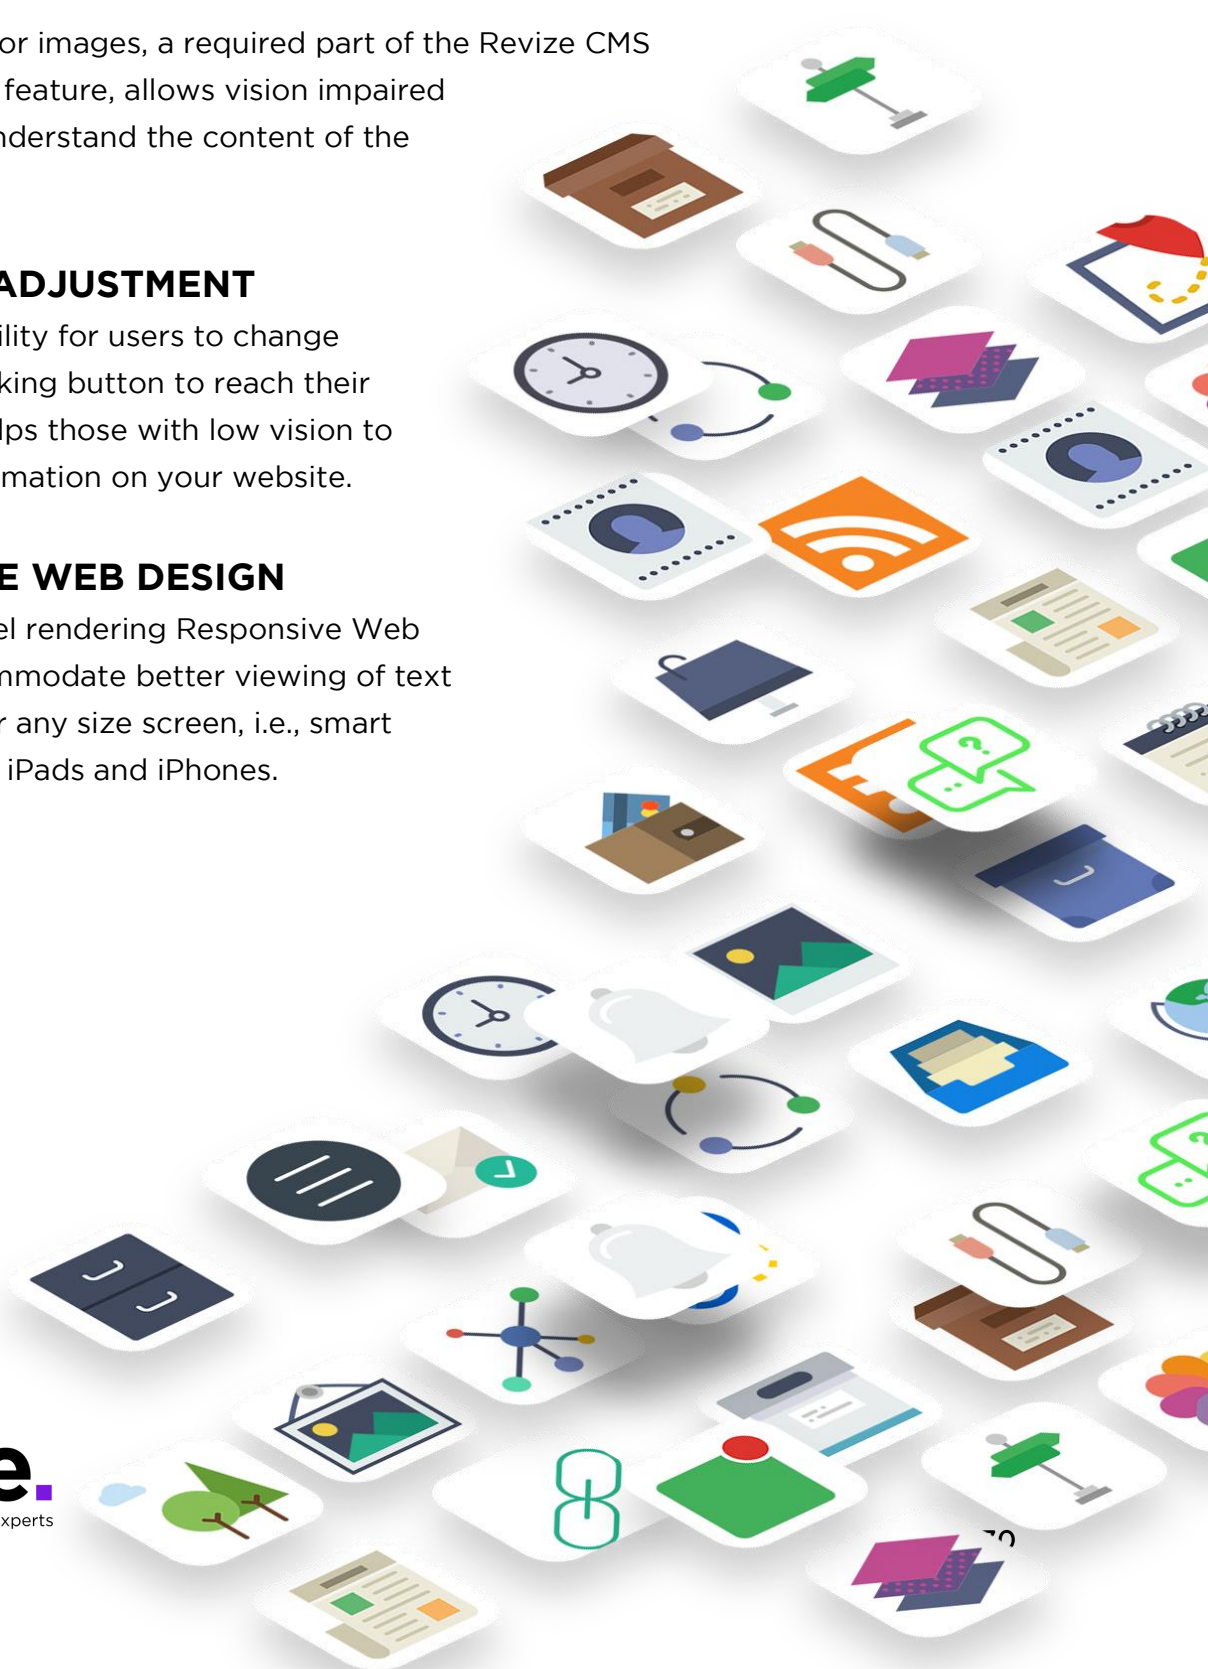 or images, a required part of the Revize CMS
feature, allows vision impaired
nderstand the content of the
ADJUSTMENT
ility for users to change
king button to reach their
lps those with low vision to
mation on your website.
E WEB DESIGN
el rendering Responsive Web
nmodate better viewing of text
r any size screen, i.e., smart
iPads and iPhones.
e.
xperts